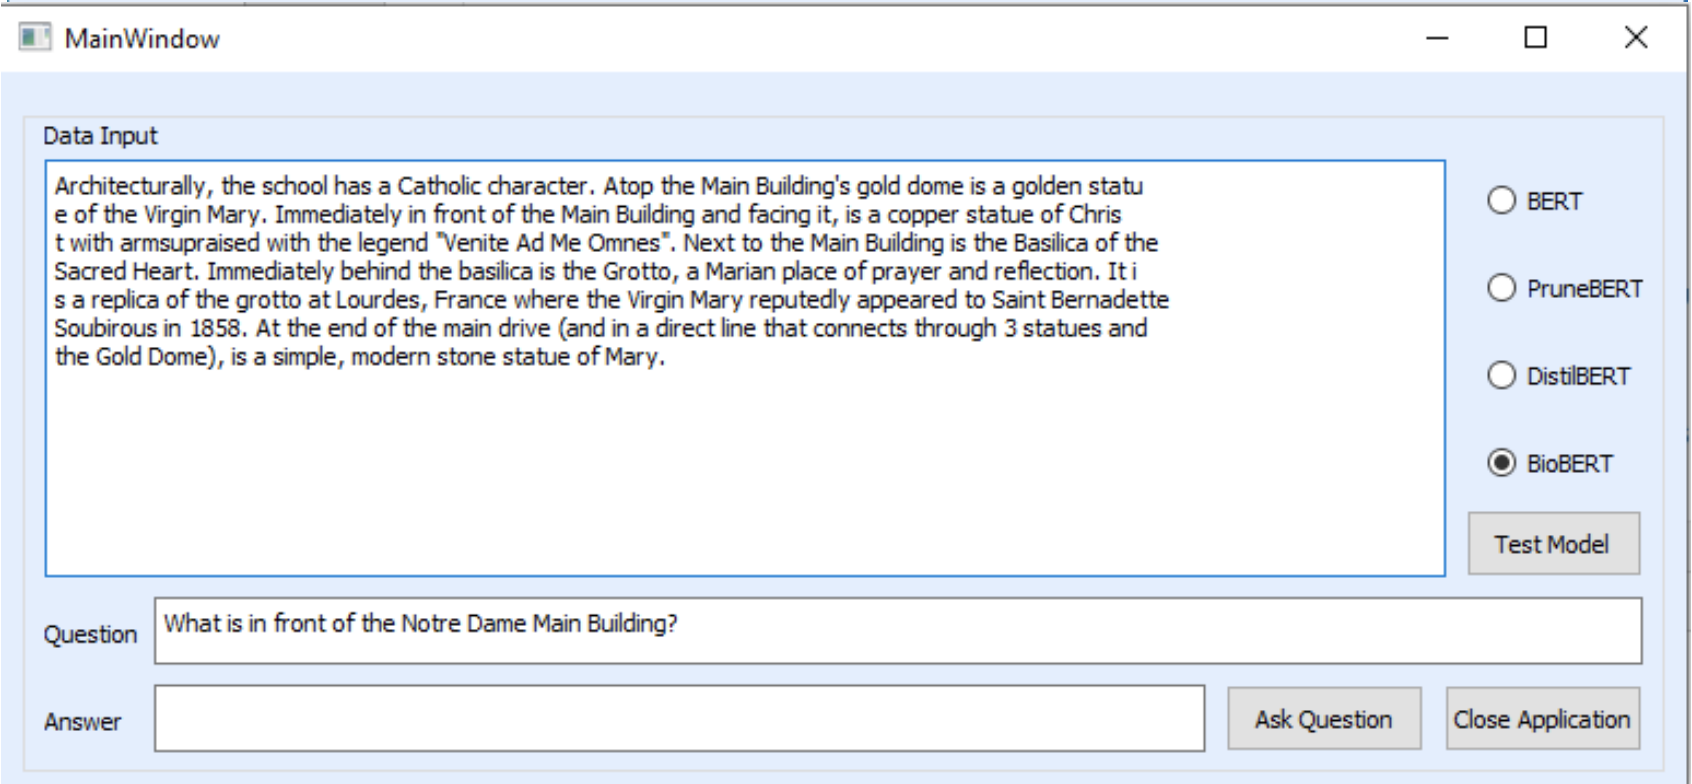 MainWindow
Data Input
Architecturally, the school has a Catholic character. Atop the Main Building's gold dome is a golden statu
e of the Virgin Mary. Immediately in front of the Main Building and facing it, is a copper statue of Chris
t with armsupraised with the legend "Venite Ad Me Omnes". Next to the Main Building is the Basilica of the
Sacred Heart. Immediately behind the basilica is the Grotto, a Marian place of prayer and reflection. It i
s a replica of the grotto at Lourdes, France where the Virgin Mary reputedly appeared to Saint Bernadette
Soubirous in 1858. At the end of the main drive (and in a direct line that connects through 3 statues and
the Gold Dome), is a simple, modern stone statue of Mary.
BERT
PruneBERT
DistilBERT
BioBERT
Test Model
Question
What is in front of the Notre Dame Main Building?
Answer
Ask Question
Close Application